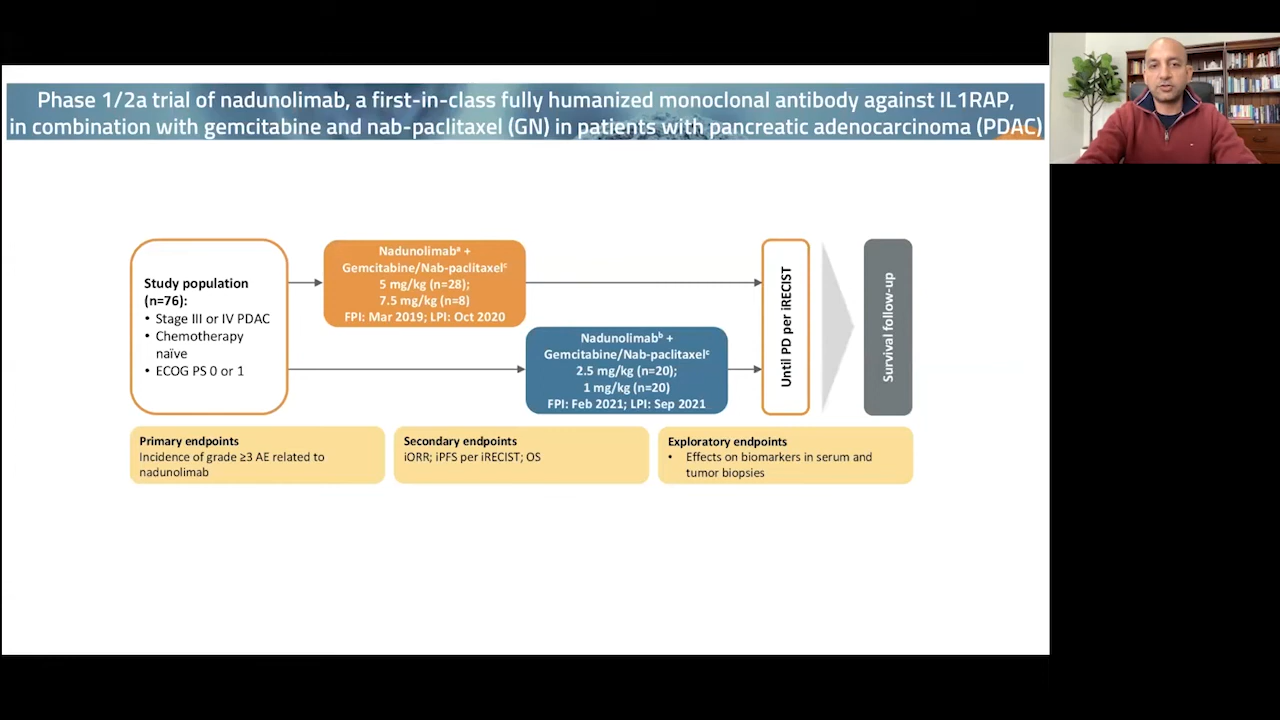 Phase 1/2a trial of nadunolimab, a first-in-class fully humanized monoclonal antibody against IL1RAP,
in combination with gemcitabine and nab-paclitaxel (GN) in patients with pancreatic adenocarcinoma (PDAC)
Study population
(n=76):
• Stage III or IV PDAC
• Chemotherapy
naïve
• ECOG PS 0 or 1
Nadunolimabᵃ +
Gemcitabine/Nab-paclitaxelᶜ
5 mg/kg (n=28);
7.5 mg/kg (n=8)
FPI: Mar 2019; LPI: Oct 2020
Nadunolimabᵇ +
Gemcitabine/Nab-paclitaxelᶜ
2.5 mg/kg (n=20);
1 mg/kg (n=20)
FPI: Feb 2021; LPI: Sep 2021
Until PD per iRECIST
Survival follow-up
Primary endpoints
Incidence of grade ≥3 AE related to
nadunolimab
Secondary endpoints
iORR; iPFS per iRECIST; OS
Exploratory endpoints
• Effects on biomarkers in serum and
tumor biopsies